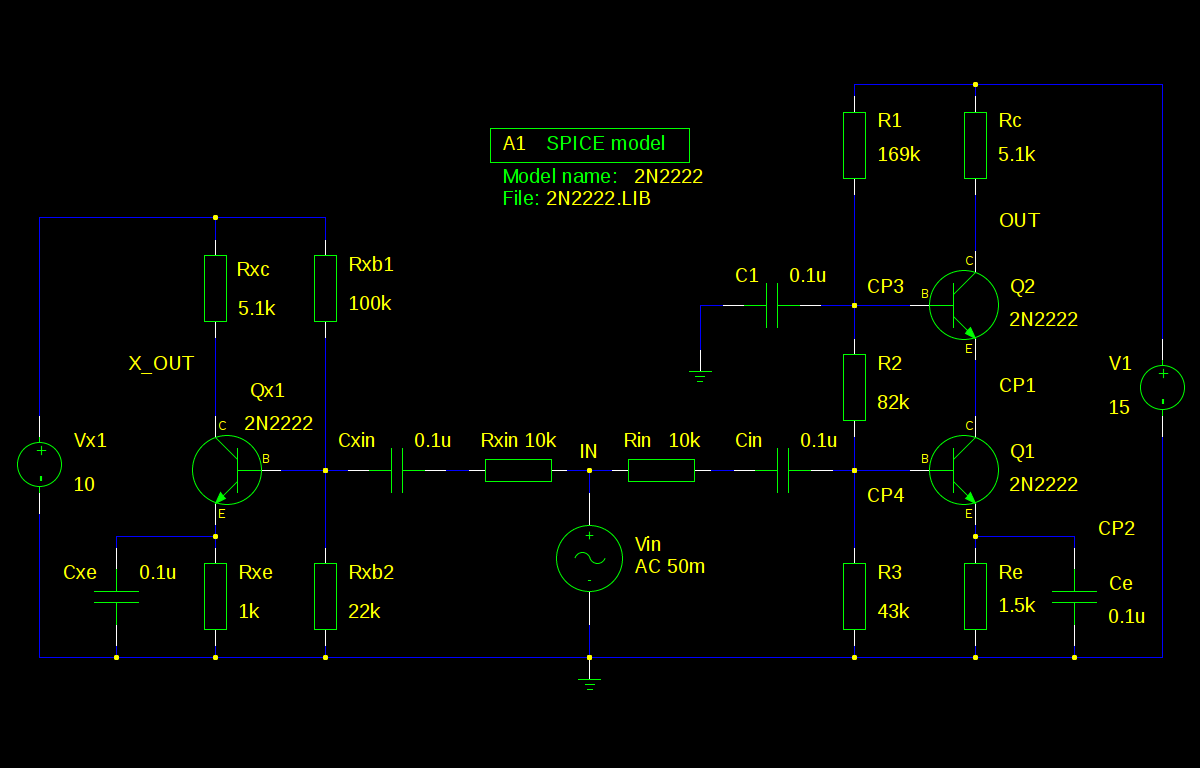 R1
169k
Rc
5.1k
A1 SPICE model
Model name: 2N2222
File: 2N2222.LIB
OUT
Rxc
5.1k
Rxb1
100k
C1 0.1u
CP3
C
B
E
Q2
2N2222
X_OUT
Qx1
2N2222
C
B
E
R2
82k
CP1
V1
15
+
-
Vx1
10
+
-
Cxin 0.1u
Rxin 10k
IN
Rin 10k
Cin 0.1u
CP4
C
B
E
Q1
2N2222
CP2
Vin
AC 50m
+
-
Cxe 0.1u
Rxe
1k
Rxb2
22k
R3
43k
Re
1.5k
Ce
0.1u